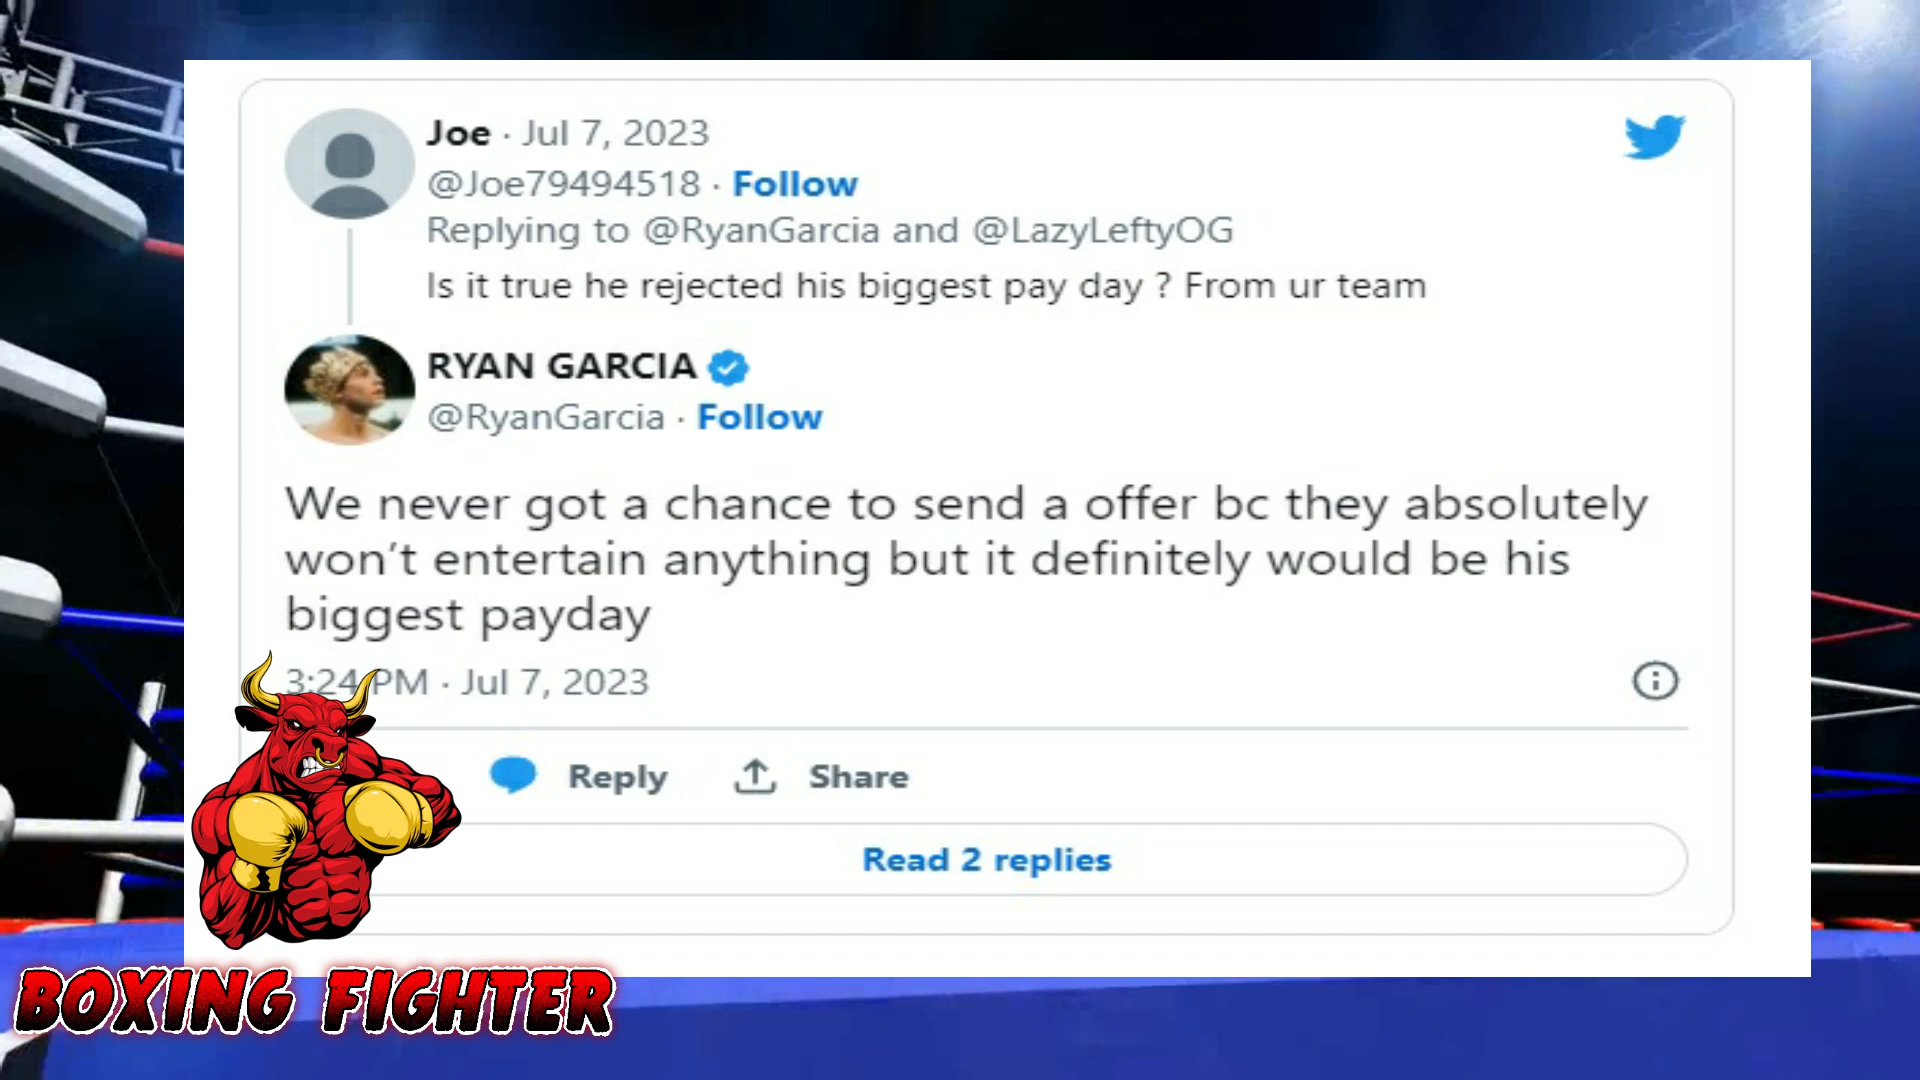 Joe · Jul 7, 2023
@Joe79494518 · Follow
Replying to @RyanGarcia and @LazyLeftyOG
Is it true he rejected his biggest pay day ? From ur team
RYAN GARCIA
@RyanGarcia · Follow
We never got a chance to send a offer bc they absolutely
won’t entertain anything but it definitely would be his
biggest payday
3:24 PM · Jul 7, 2023
Reply Share
Read 2 replies
BOXING FIGHTER